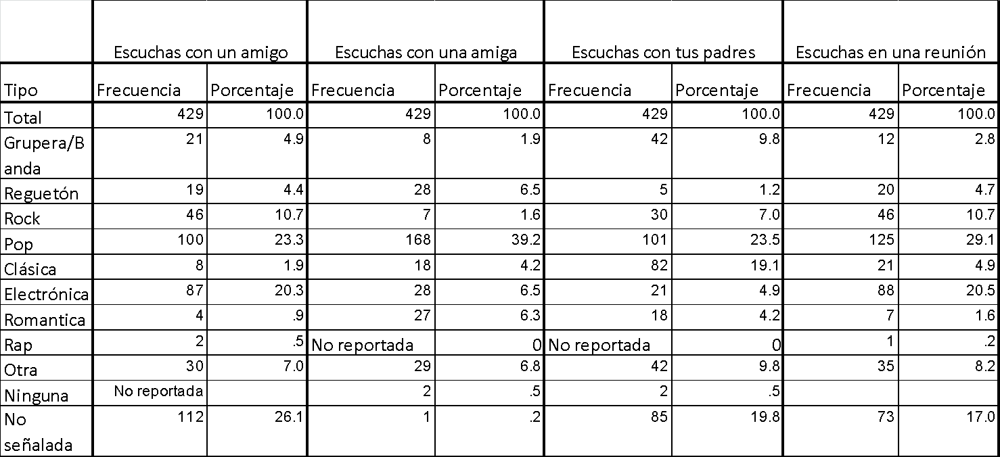 Escuchas con un amigo Escuchas con una amiga Escuchas con tus padres Escuchas en una reunión
Tipo Frecuencia Porcentaje Frecuencia Porcentaje Frecuencia Porcentaje Frecuencia Porcentaje
Total 429 100.0 429 100.0 429 100.0 429 100.0
Grupera/B 21 4.9 8 1.9 42 9.8 12 2.8
anda
Reguetón 19 4.4 28 6.5 5 1.2 20 4.7
Rock 46 10.7 7 1.6 30 7.0 46 10.7
Pop 100 23.3 168 39.2 101 23.5 125 29.1
Clásica 8 1.9 18 4.2 82 19.1 21 4.9
Electrónica 87 20.3 28 6.5 21 4.9 88 20.5
Romantica 4 .9 27 6.3 18 4.2 7 1.6
Rap 2 .5 No reportada 0 No reportada 0 1 .2
Otra 30 7.0 29 6.8 42 9.8 35 8.2
Ninguna No reportada 2 .5 2 .5
No 112 26.1 1 .2 85 19.8 73 17.0
señalada